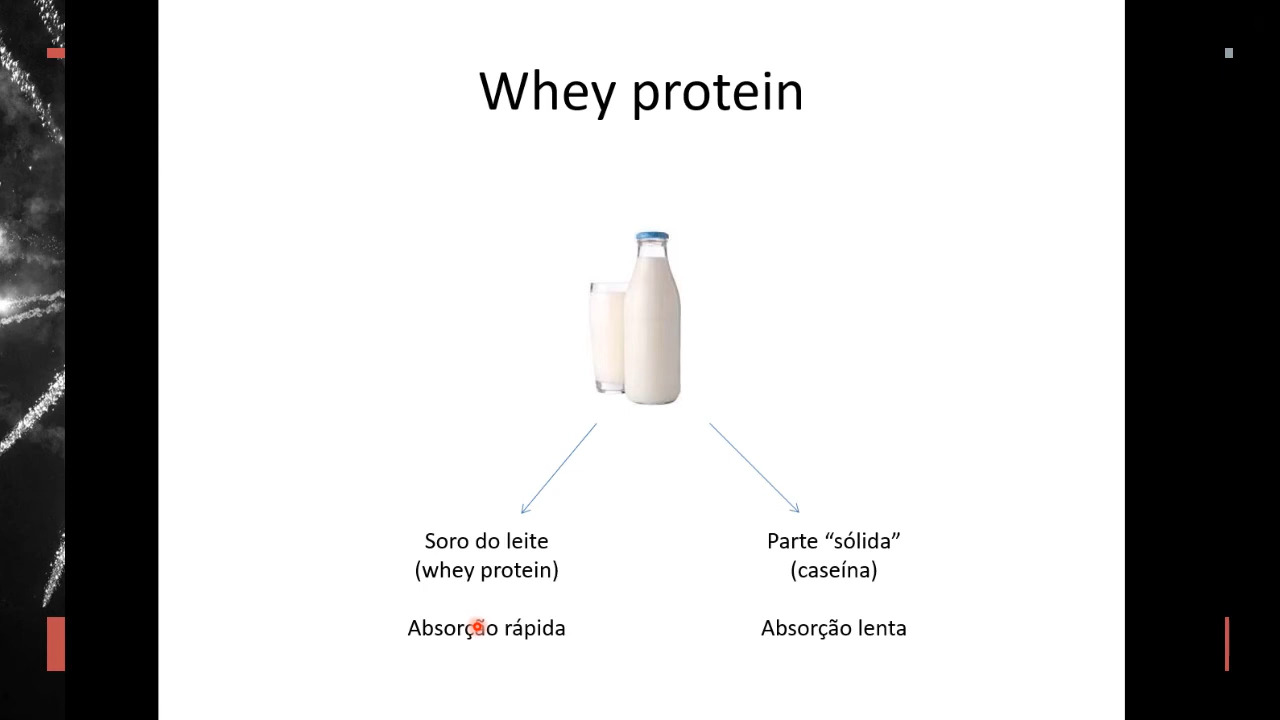 Whey protein
Soro do leite
(whey protein)
Absorção rápida
Parte “sólida”
(caseína)
Absorção lenta